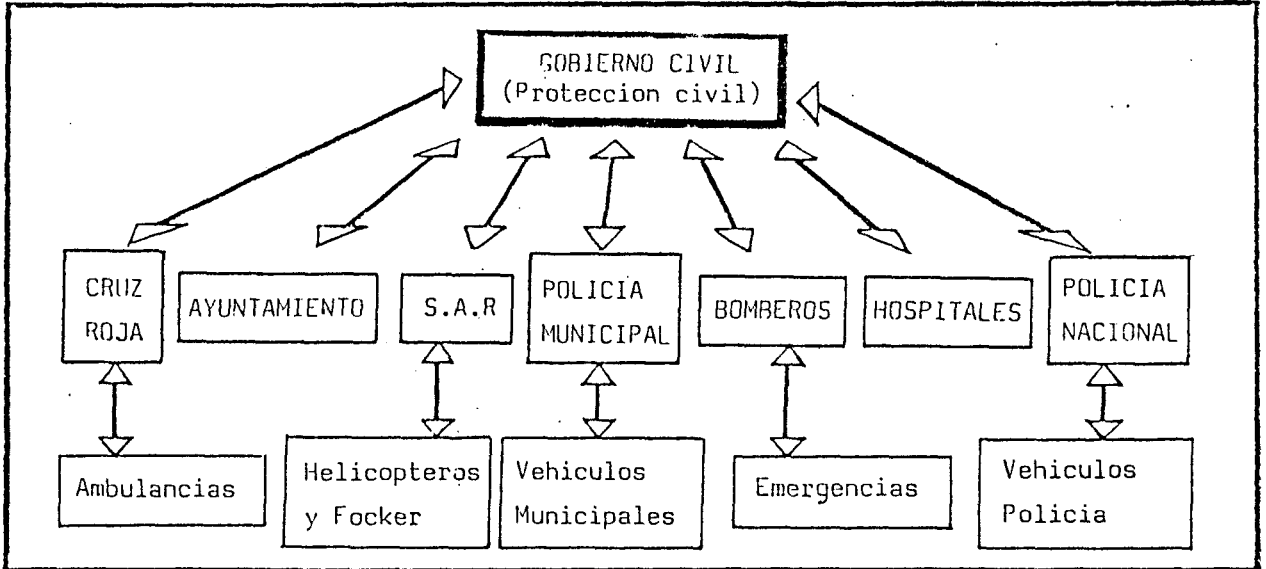 GOBIERNO CIVIL
(Proteccion civil)
CRUZ
ROJA
AYUNTAMIENTO
S.A.R
POLICIA
MUNICIPAL
BOMBEROS
HOSPITALES
POLICIA
NACIONAL
Ambulancias
Helicopteros
y Focker
Vehiculos
Municipales
Emergencias
Vehiculos
Policia